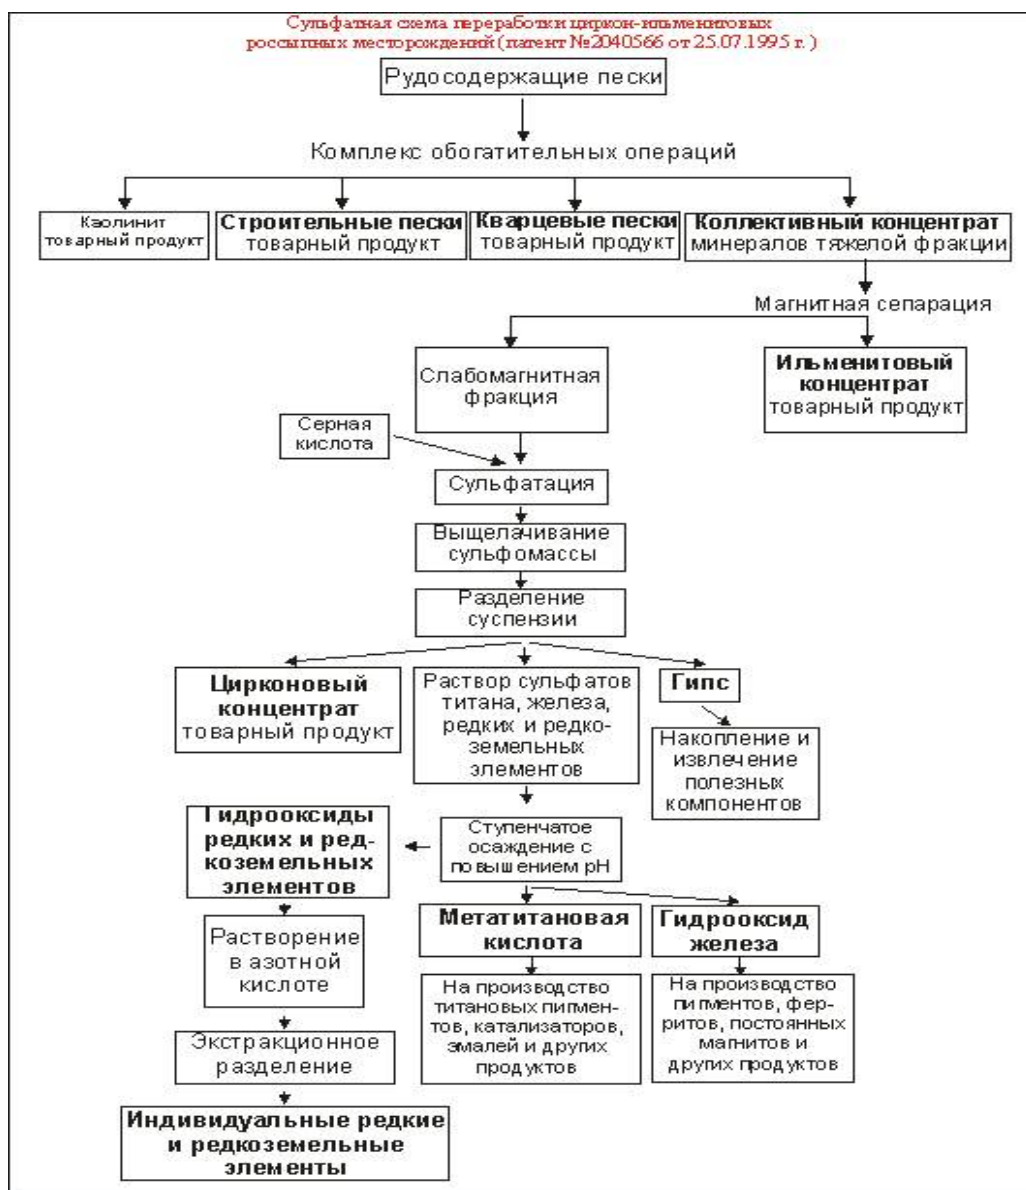 Сульфатная схема переработки циркон-ильменитовых
россыпных месторождений (патент №2040566 от 25.07.1995 г. )
Рудосодержащие пески
Комплекс обогатительных операций
Каолинит
товарный продукт
Строительные пески
товарный продукт
Кварцевые пески
товарный продукт
Коллективный концентрат
минералов тяжелой фракции
Магнитная сепарация
Слабомагнитная
фракция
Ильменитовый
концентрат
товарный продукт
Серная
кислота
Сульфатация
Выщелачивание
сульфомассы
Разделение
суспензии
Цирконовый
концентрат
товарный продукт
Раствор сульфатов
титана, железа,
редких и редко-
земельных
элементов
Гипс
Накопление и
извлечение
полезных
компонентов
Гидрооксиды
редких и ред-
коземельных
элементов
Ступенчатое
осаждение с
повышением pH
Метатитановая
кислота
Гидрооксид
железа
Растворение
в азотной
кислоте
На производство
титановых пигмен-
тов, катализаторов,
эмалей и других
продуктов
На производство
пигментов, фер-
ритов, постоянных
магнитов и
других продуктов
Экстракционное
разделение
Индивидуальные редкие
и редкоземельные
элементы